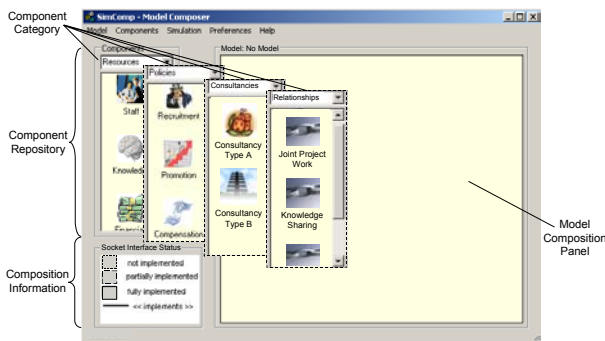 Component
Category
SimComp - Model Composer
Model Components Simulation Preferences Help
Components
Model: No Model
Resources
Policies
Consultancies
Relationships
Staff
Recruitment
Consultancy
Type A
Joint Project
Work
Component
Repository
Promotion
Consultancy
Type B
Knowledge
Sharing
Compensation
Model
Composition
Panel
Composition
Information
Socket Interface Status
not implemented
partially implemented
fully implemented
<< implements >>